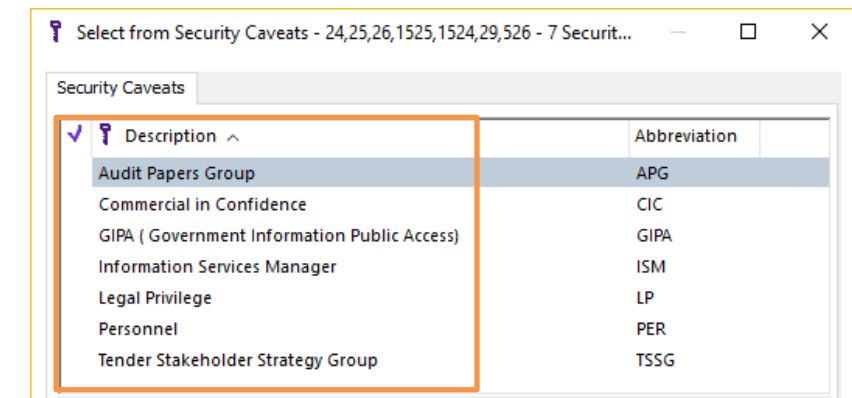 Select from Security Caveats - 24,25,26,1525,1524,29,526 - 7 Securit...
Security Caveats
Description Abbreviation
Audit Papers Group APG
Commercial in Confidence CIC
GIPA ( Government Information Public Access) GIPA
Information Services Manager ISM
Legal Privilege LP
Personnel PER
Tender Stakeholder Strategy Group TSSG